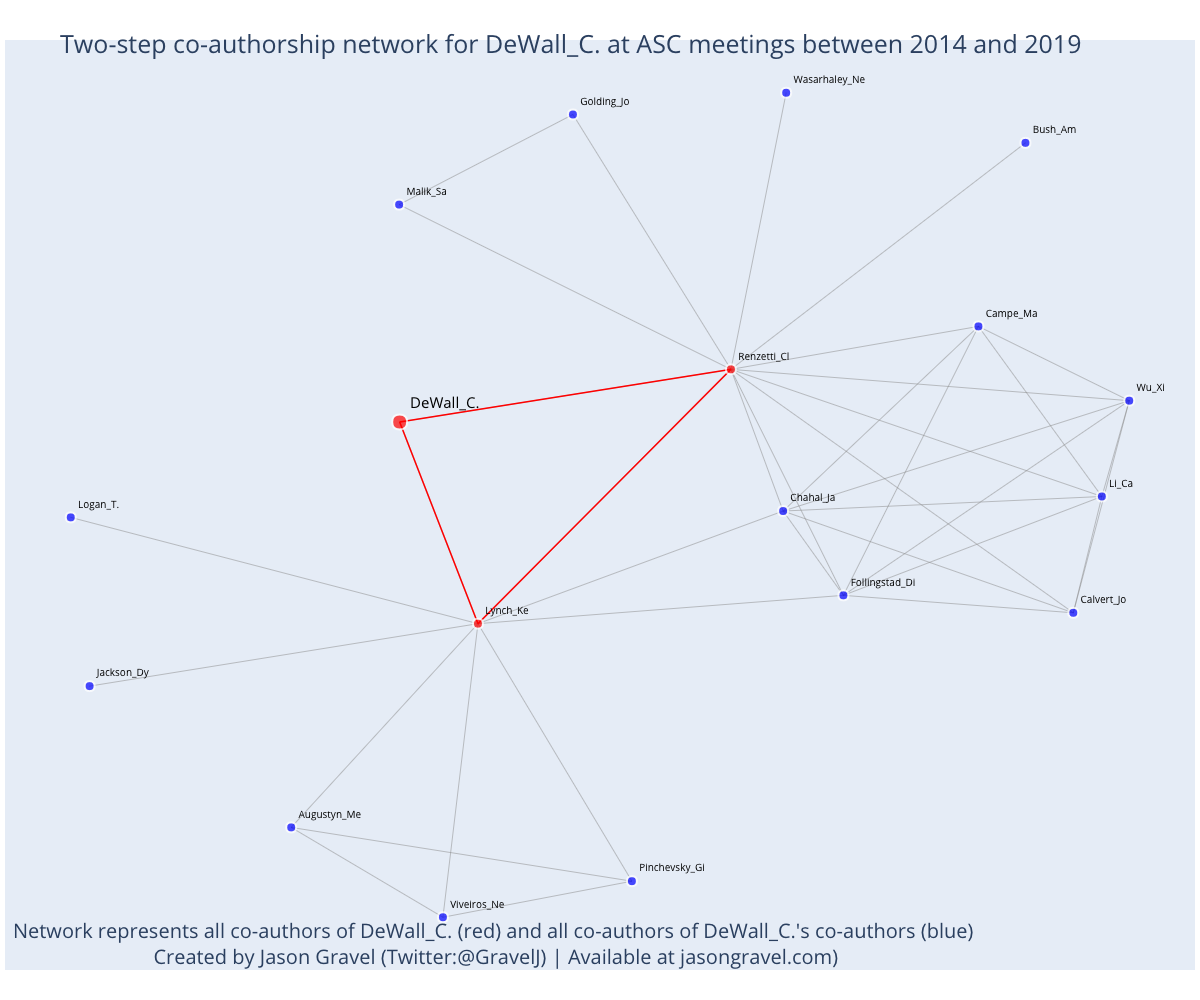 Two-step co-authorship network for DeWall_C. at ASC meetings between 2014 and 2019
Wasarhaley_Ne
Golding_Jo
Bush_Am
Malik_Sa
Campe_Ma
Renzetti_Cl
Wu_Xi
DeWall_C.
Li_Ca
Chahal_Ja
Logan_T.
Follingstad_Di
Calvert_Jo
Lynch_Ke
Jackson_Dy
Augustyn_Me
Pinchevsky_Gi
Viveiros_Ne
Network represents all co-authors of DeWall_C. (red) and all co-authors of DeWall_C.'s co-authors (blue)
Created by Jason Gravel (Twitter:@GravelJ) | Available at jasongravel.com)